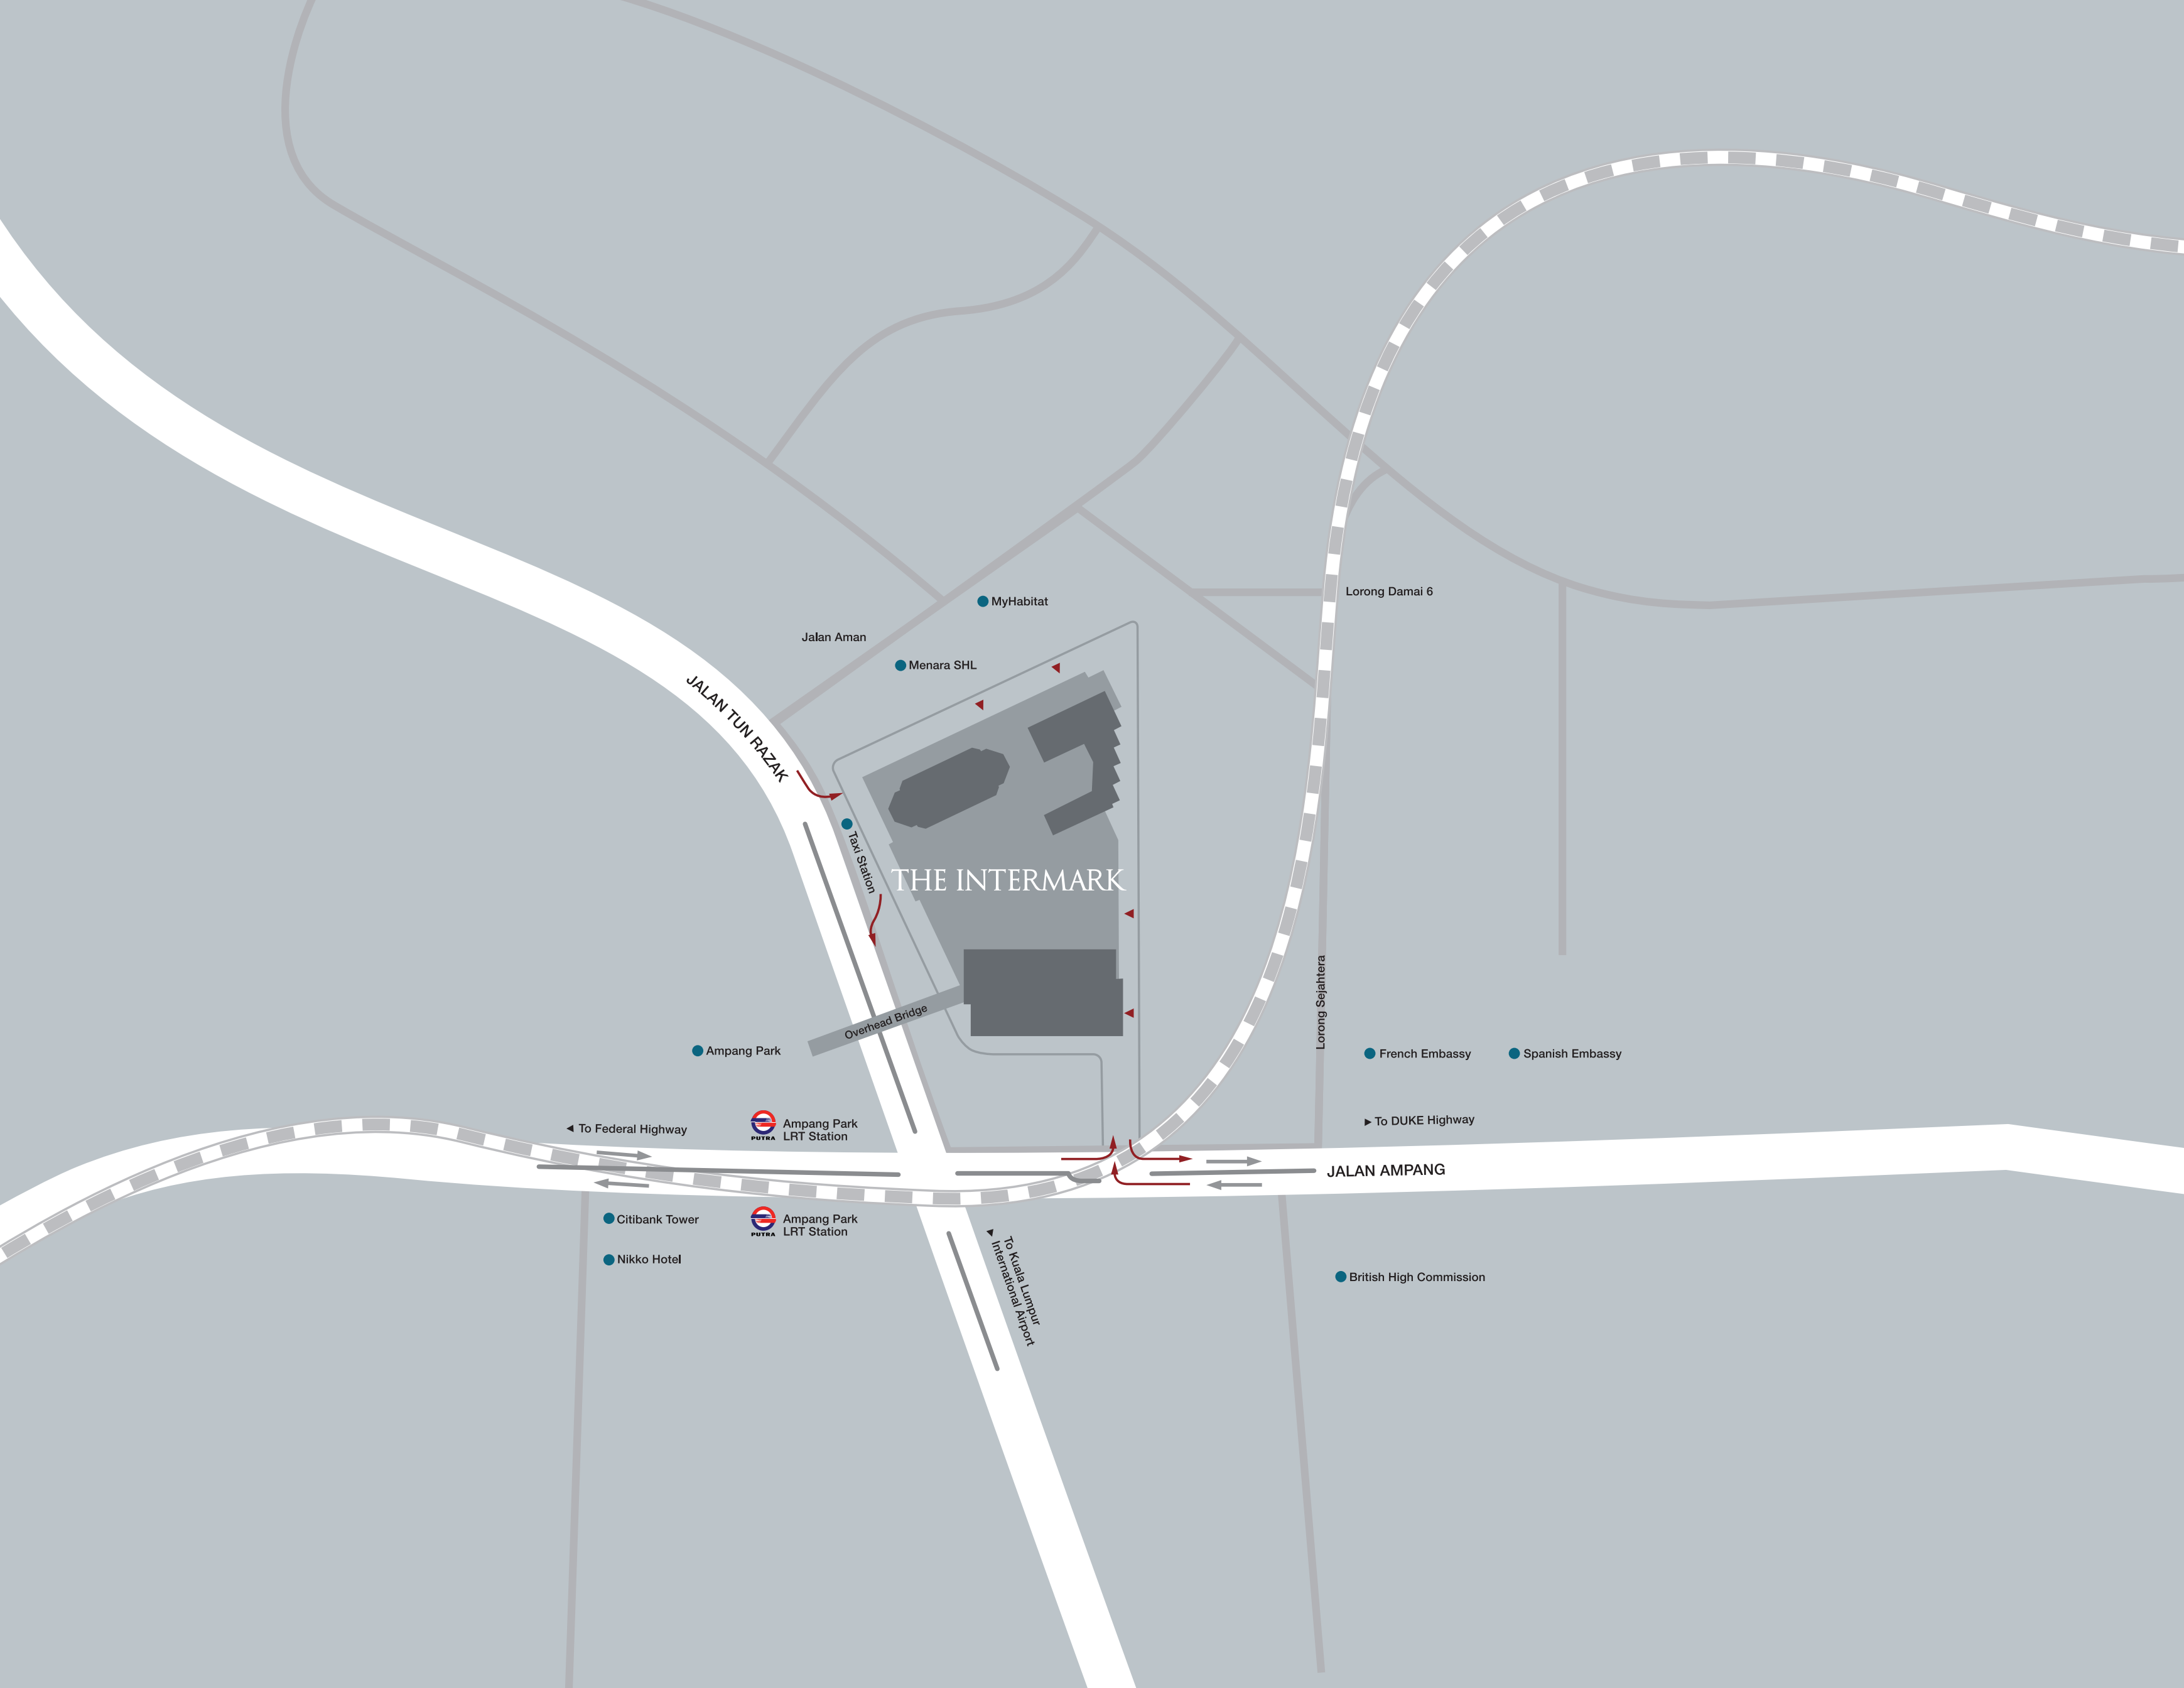 Lorong Damai 6
MyHabitat
Jalan Aman
Menara SHL
JALAN TUN RAZAK
Taxi Station
THE INTERMARK
Lorong Sejahtera
Overhead Bridge
Ampang Park
French Embassy
Spanish Embassy
To Federal Highway
PUTRA
Ampang Park
LRT Station
To DUKE Highway
JALAN AMPANG
Citibank Tower
PUTRA
Ampang Park
LRT Station
Nikko Hotel
To Kuala Lumpur
International Airport
British High Commission